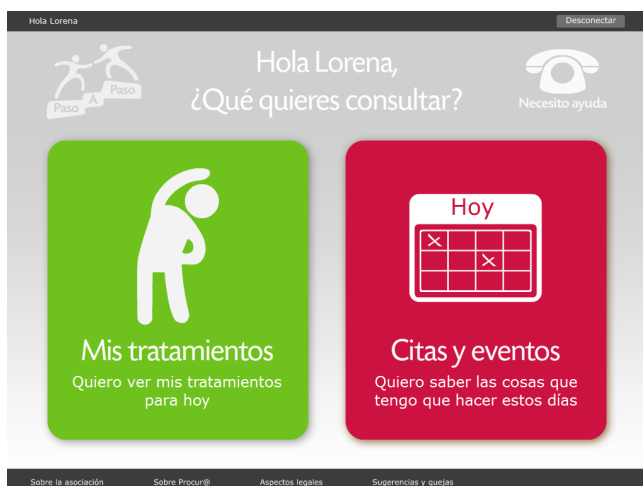 Hola Lorena
Desconectar
Paso
A
Paso
Hola Lorena,
¿Qué quieres consultar?
Necesito ayuda
Mis tratamientos
Quiero ver mis tratamientos
para hoy
Hoy
Citas y eventos
Quiero saber las cosas que
tengo que hacer estos días
Sobre la asociación
Sobre Procur@
Aspectos legales
Sugerencias y quejas